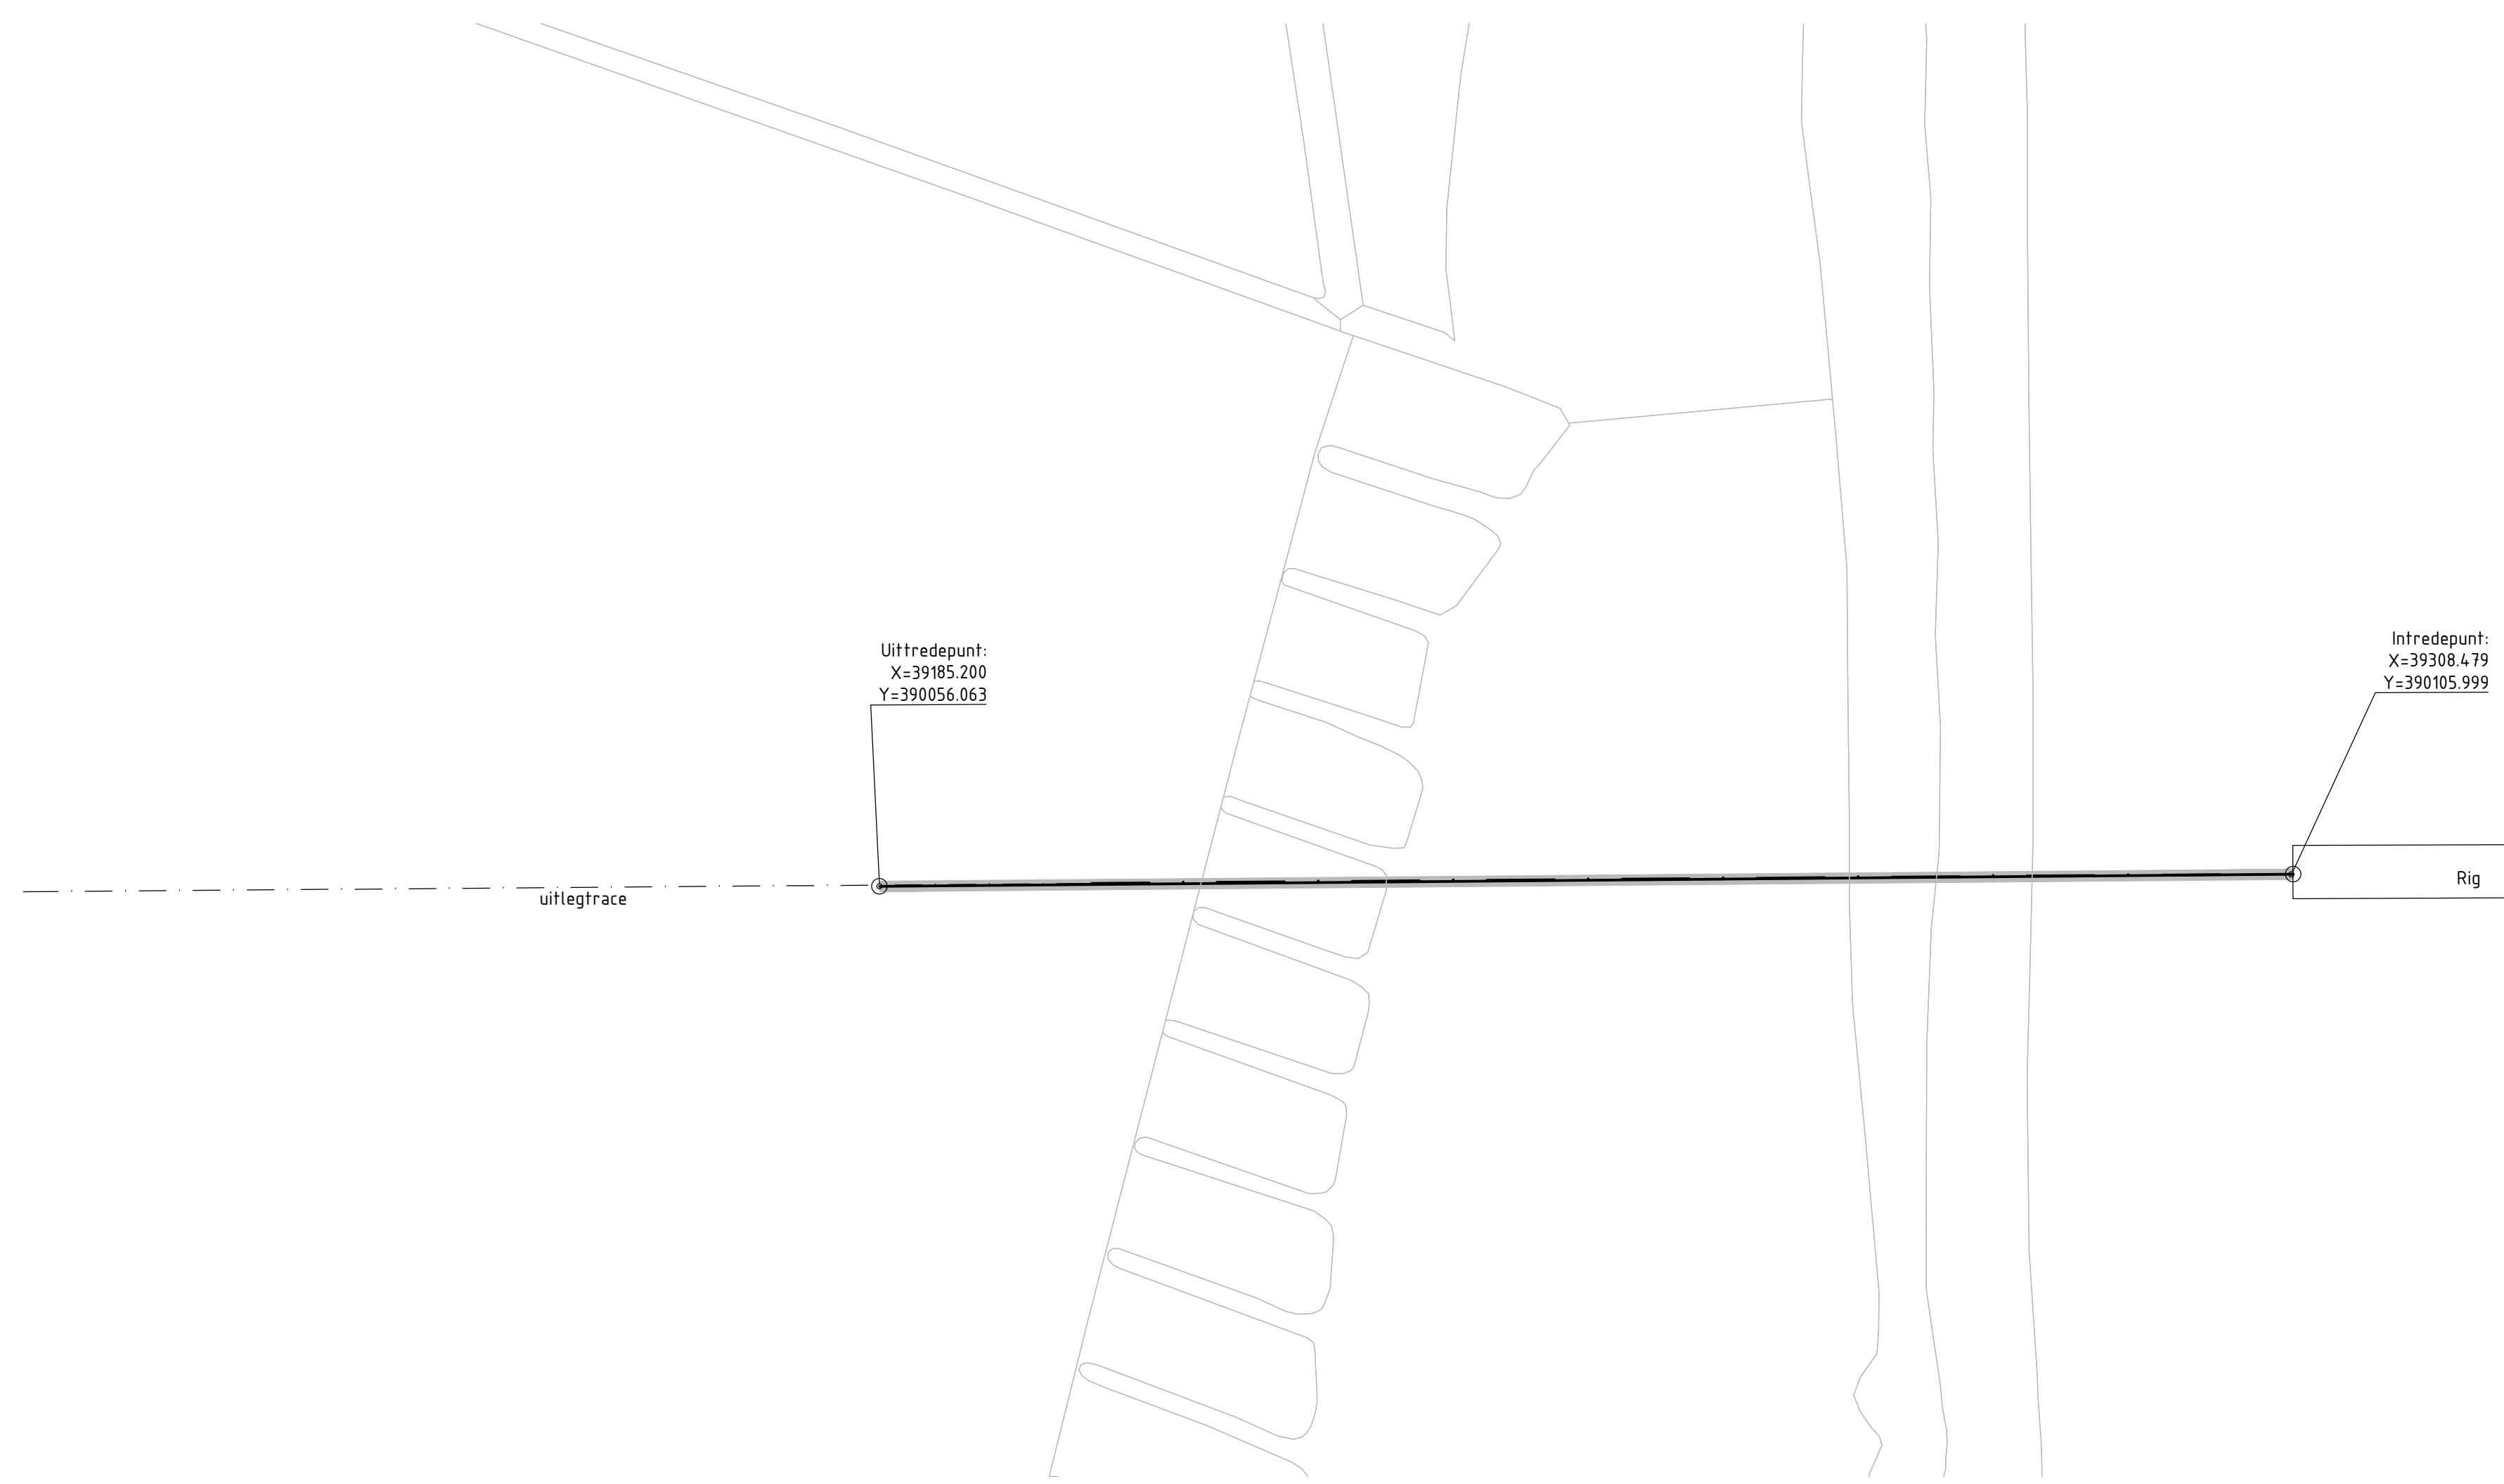 Uittredepunt:
X=39185.200
Y=390056.063
Intredepunt:
X=39308.479
Y=390105.999
Rig
uitlegtrace